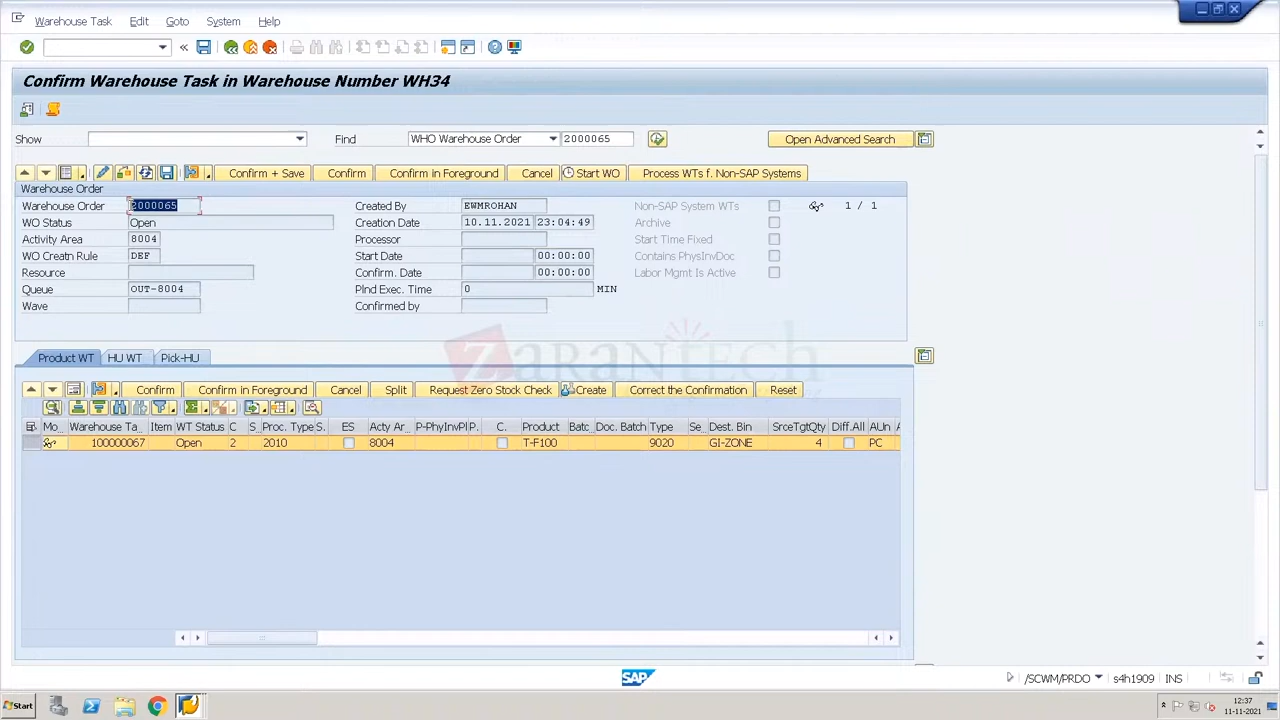 Warehouse Task Edit Goto System Help
Confirm Warehouse Task in Warehouse Number WH34
Show Find WHO Warehouse Order 2000065 Open Advanced Search
Confirm + Save Confirm Confirm in Foreground Cancel Start WO Process WTs f. Non-SAP Systems
Warehouse Order
Warehouse Order 2000065 Created By EWMROHAN Non-SAP System WTs 1 / 1
WO Status Open Creation Date 10.11.2021 23:04:49 Archive
Activity Area 8004 Processor Start Time Fixed
WO Creatn Rule DEF Start Date 00:00:00 Contains PhysInvDoc
Resource Confirm. Date 00:00:00 Labor Mgmt Is Active
Queue OUT-8004 Plnd Exec. Time 0 MIN
Wave Confirmed by
ZARANTECH
Product WT HU WT Pick-HU
Confirm Confirm in Foreground Cancel Split Request Zero Stock Check Create Correct the Confirmation Reset
Mo... Warehouse Ta... Item WT Status C S... Proc. Type S. ES Acty Ar... P-PhyInvPl P. C. Product Batc Doc. Batch Type Se... Dest. Bin SrceTgtQty Diff.All AUn
100000067 Open 2 2010 8004 T-F100 9020 GI-ZONE 4 PC
SAP /SCWM/PRDO s4h1909 INS
Start 12:37
11-11-2021